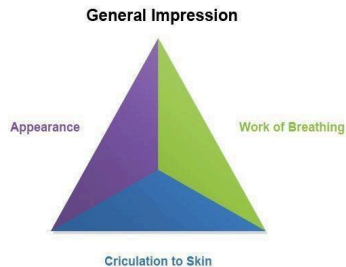 General Impression
Appearance
Work of Breathing
Criculation to Skin